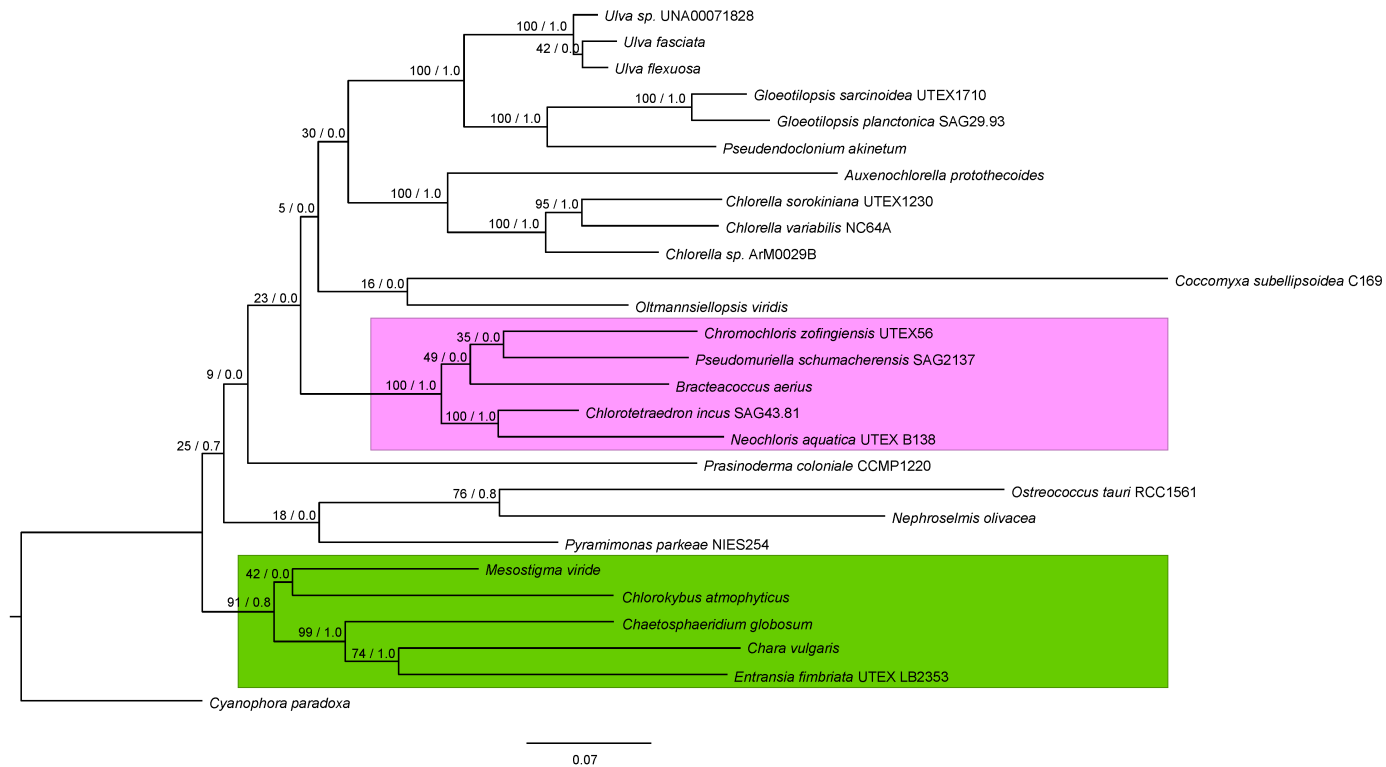 Ulva sp. UNA00071828
100 / 1.0
Ulva fasciata
42 / 0.0
Ulva flexuosa
100 / 1.0
Gloeotilopsis sarcinoidea UTEX1710
100 / 1.0
Gloeotilopsis planctonica SAG29.93
100 / 1.0
30 / 0.0
Pseudendoclonium akinetum
Auxenochlorella protothecoides
100 / 1.0
Chlorella sorokiniana UTEX1230
95 / 1.0
5 / 0.0
Chlorella variabilis NC64A
100 / 1.0
Chlorella sp. ArM0029B
Coccomyxa subellipsoidea C169
16 / 0.0
23 / 0.0
Oltmannsiellopsis viridis
Chromochloris zofingiensis UTEX56
35 / 0.0
Pseudomuriella schumacherensis SAG2137
49 / 0.0
9 / 0.0
Bracteacoccus aerius
100 / 1.0
Chlorotetraedron incus SAG43.81
100 / 1.0
Neochloris aquatica UTEX B138
25 / 0.7
Prasinoderma coloniale CCMP1220
Ostreococcus tauri RCC1561
76 / 0.8
Nephroselmis olivacea
18 / 0.0
Pyramimonas parkeae NIES254
Mesostigma viride
42 / 0.0
Chlorokybus atmophyticus
91 / 0.8
Chaetosphaeridium globosum
99 / 1.0
Chara vulgaris
74 / 1.0
Entransia fimbriata UTEX LB2353
Cyanophora paradoxa
0.07